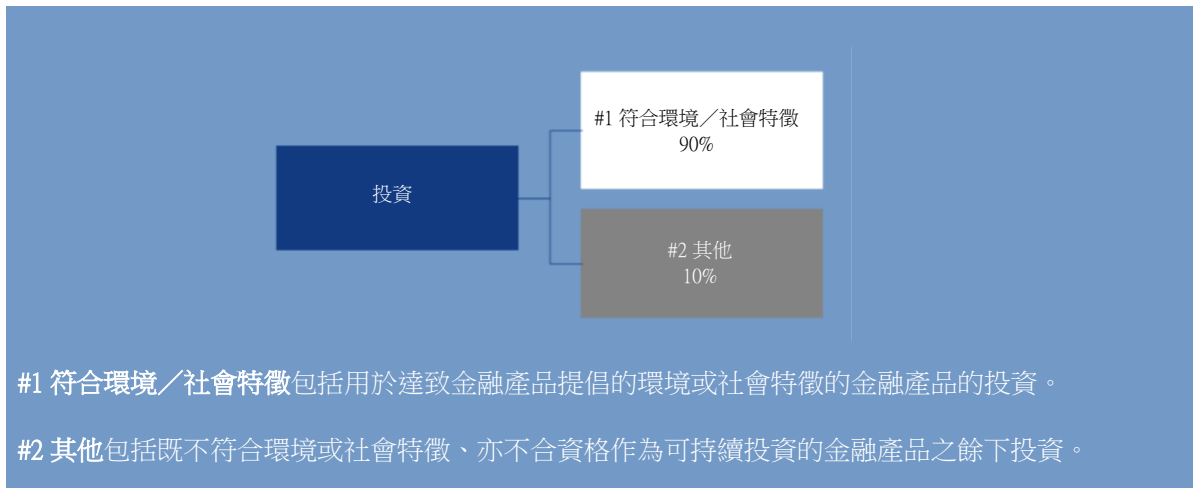 #1 符合環境／社會特徵
90%
投資
#2 其他
10%
#1 符合環境／社會特徵包括用於達致金融產品提倡的環境或社會特徵的金融產品的投資。
#2 其他包括既不符合環境或社會特徵、亦不合資格作為可持續投資的金融產品之餘下投資。